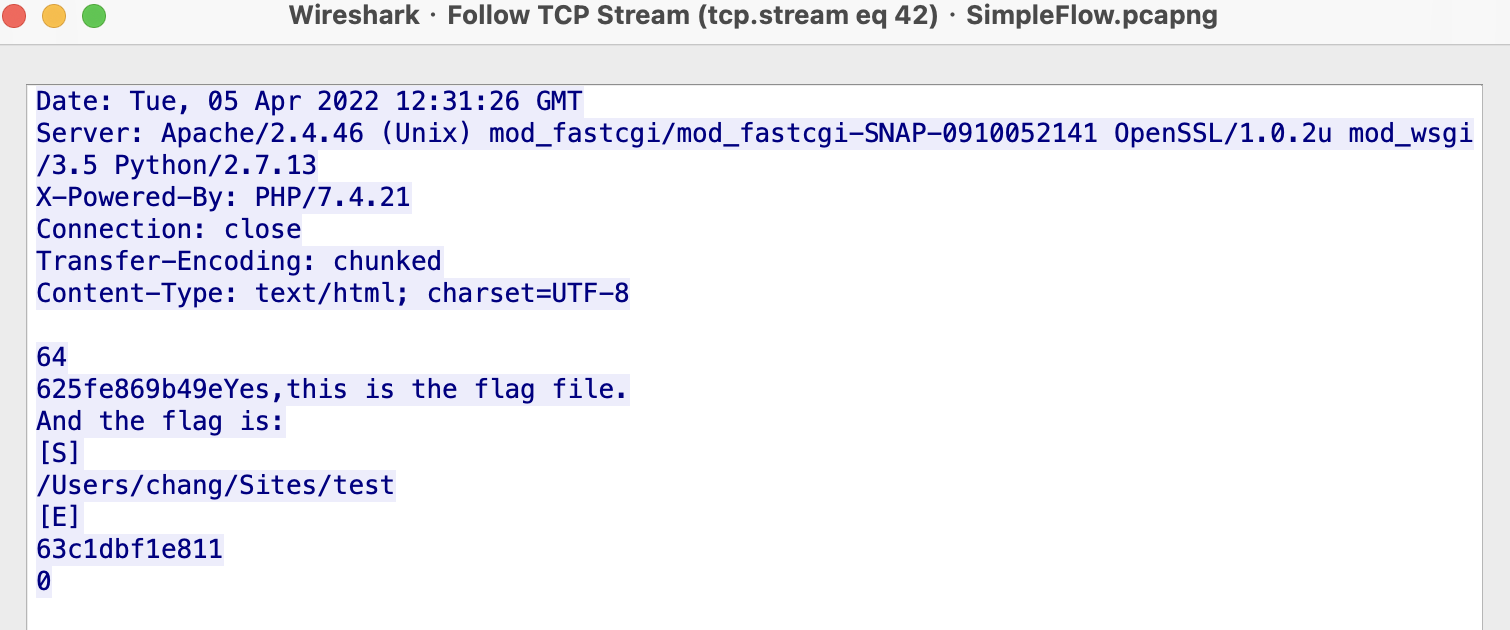 Wireshark · Follow TCP Stream (tcp.stream eq 42) · SimpleFlow.pcapng
Date: Tue, 05 Apr 2022 12:31:26 GMT
Server: Apache/2.4.46 (Unix) mod_fastcgi/mod_fastcgi-SNAP-0910052141 OpenSSL/1.0.2u mod_wsgi
/3.5 Python/2.7.13
X-Powered-By: PHP/7.4.21
Connection: close
Transfer-Encoding: chunked
Content-Type: text/html; charset=UTF-8
64
625fe869b49eYes,this is the flag file.
And the flag is:
[S]
/Users/chang/Sites/test
[E]
63c1dbf1e811
0